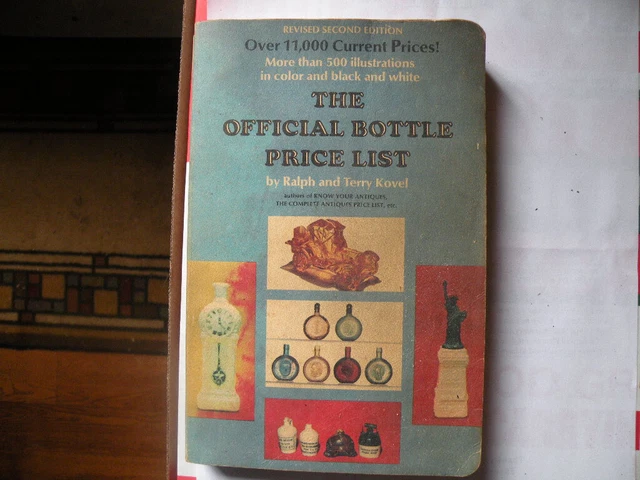 REVISED SECOND EDITION
Over 11,000 Current Prices!
More than 500 illustrations
in color and black and white
THE
OFFICIAL BOTTLE
PRICE LIST
by Ralph and Terry Kovel
authors of KNOW YOUR ANTIQUES,
THE COMPLETE ANTIQUES PRICE LIST, etc.